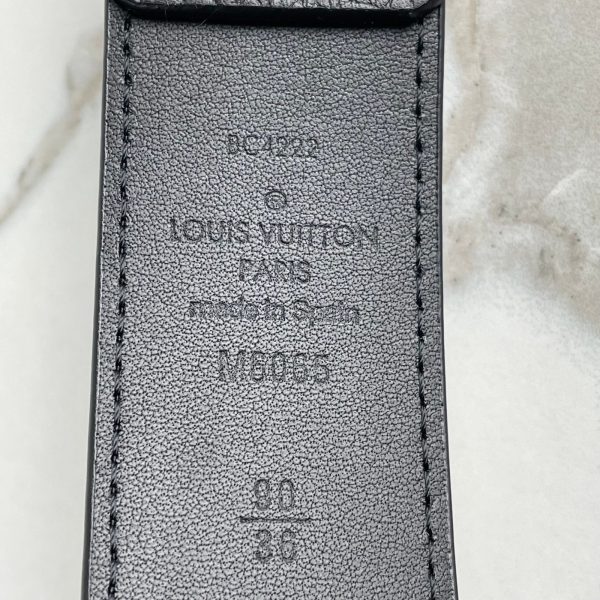 BC4222
®
LOUIS VUITTON
PARIS
made in Spain
M6065
90
36